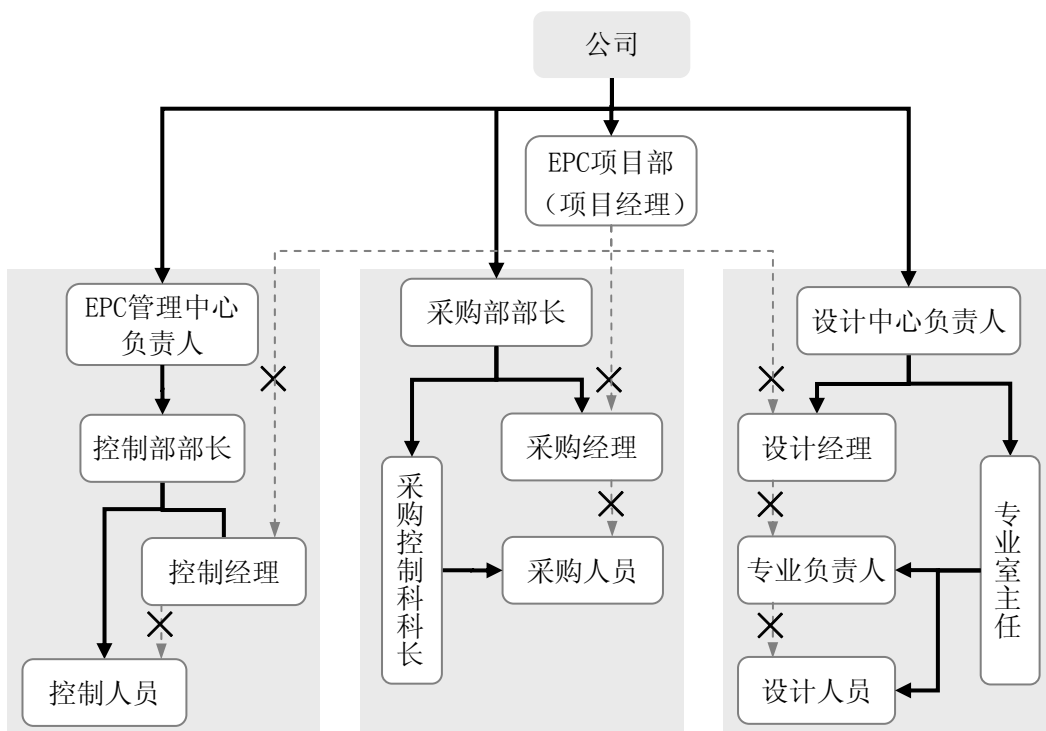 公司
EPC项目部
（项目经理）
EPC管理中心
负责人
采购部部长
设计中心负责人
控制部部长
采购经理
设计经理
采购控制科科长
专业室主任
控制经理
采购人员
专业负责人
控制人员
设计人员